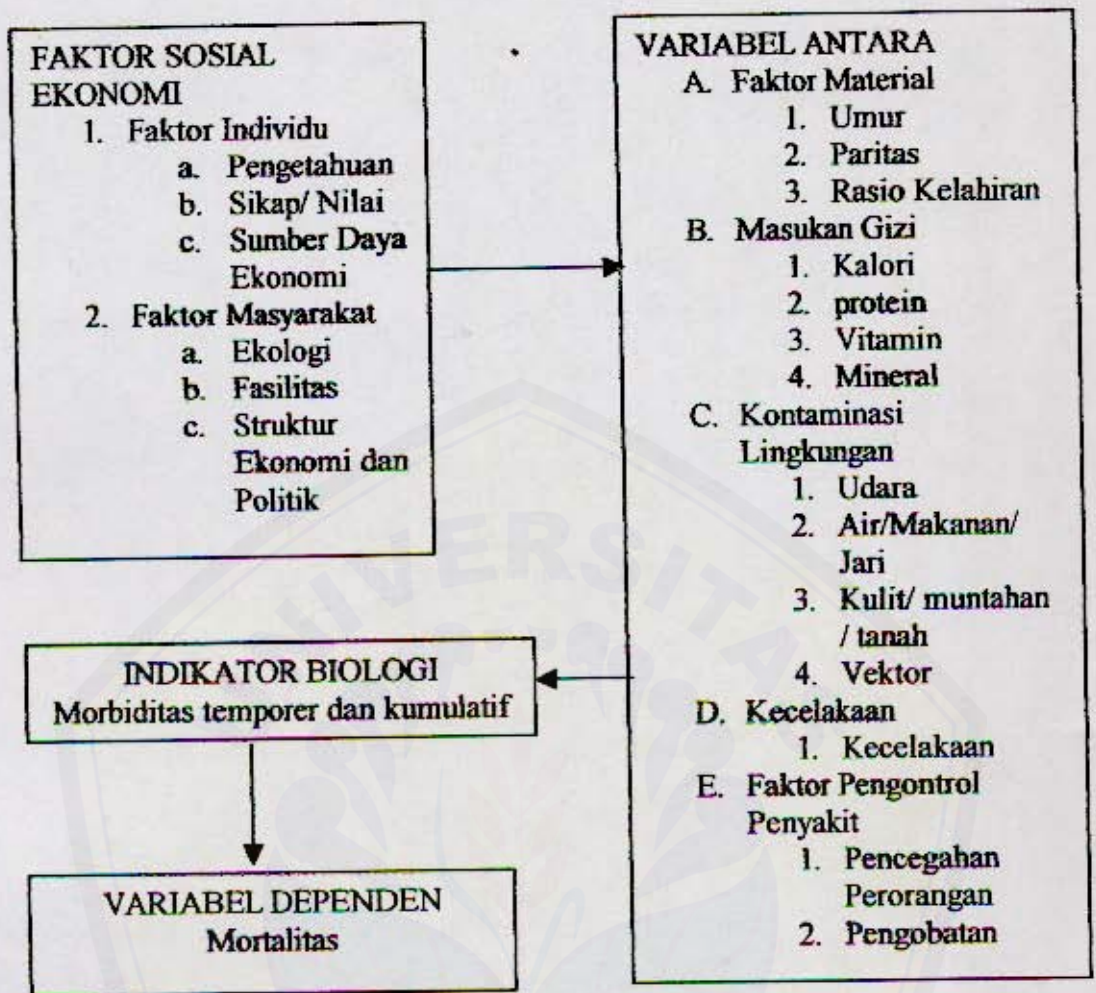 FAKTOR SOSIAL
EKONOMI
1. Faktor Individu
a. Pengetahuan
b. Sikap/ Nilai
c. Sumber Daya
Ekonomi
2. Faktor Masyarakat
a. Ekologi
b. Fasilitas
c. Struktur
Ekonomi dan
Politik
VARIABEL ANTARA
A. Faktor Material
1. Umur
2. Paritas
3. Rasio Kelahiran
B. Masukan Gizi
1. Kalori
2. protein
3. Vitamin
4. Mineral
C. Kontaminasi
Lingkungan
1. Udara
2. Air/Makanan/
Jari
3. Kulit/ muntahan
/ tanah
4. Vektor
D. Kecelakaan
1. Kecelakaan
E. Faktor Pengontrol
Penyakit
1. Pencegahan
Perorangan
2. Pengobatan
INDIKATOR BIOLOGI
Morbiditas temporer dan kumulatif
VARIABEL DEPENDEN
Mortalitas
UNIVERSITAS